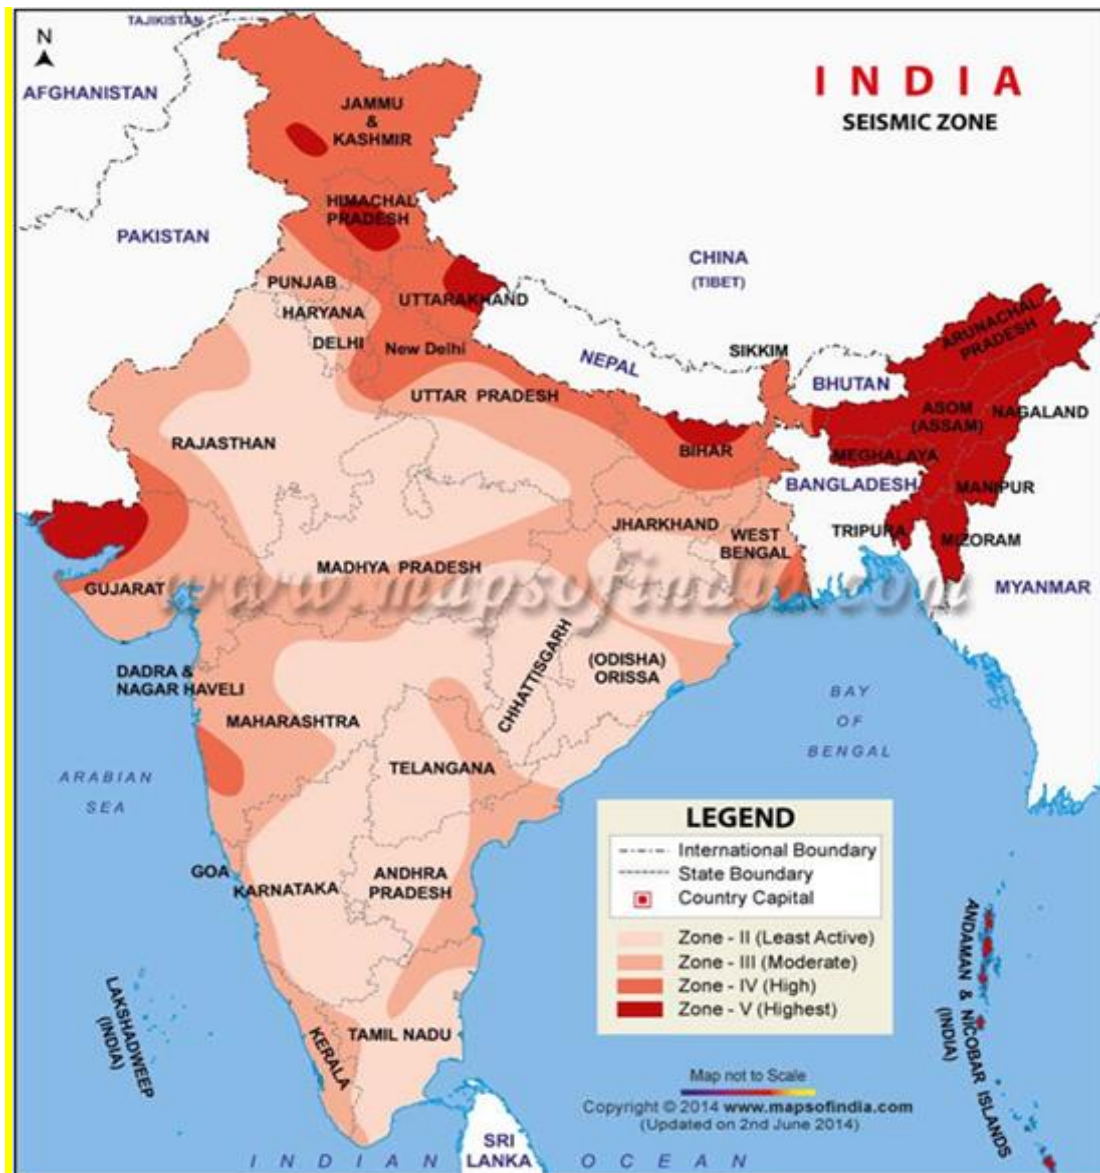 TAJIKISTAN
N
AFGHANISTAN
I N D I A
SEISMIC ZONE
JAMMU
&
KASHMIR
HIMACHAL
PRADESH
PAKISTAN
CHINA
(TIBET)
PUNJAB
UTTARAKHAND
HARYANA
DELHI
New Delhi
NEPAL
SIKKIM
BHUTAN
ARUNACHAL
PRADESH
UTTAR PRADESH
ASOM
(ASSAM)
NAGALAND
RAJASTHAN
BIHAR
MEGHALAYA
BANGLADESH
MANIPUR
JHARKHAND
WEST
BENGAL
TRIPURA
MIZORAM
MADHYA PRADESH
GUJARAT
www.mapsofindia.com
MYANMAR
CHHATTISGARH
(ODISHA)
ORISSA
DADRA &
NAGAR HAVELI
MAHARASHTRA
BAY
OF
BENGAL
TELANGANA
ARABIAN
SEA
LEGEND
International Boundary
State Boundary
Country Capital
Zone - II (Least Active)
Zone - III (Moderate)
Zone - IV (High)
Zone - V (Highest)
GOA
KARNATAKA
ANDHRA
PRADESH
LAKSHADWEEP
(INDIA)
KERALA
TAMIL NADU
ANDAMAN & NICOBAR ISLANDS
(INDIA)
Map not to Scale
Copyright © 2014 www.mapsofindia.com
(Updated on 2nd June 2014)
SRI
LANKA
I N D I A N O C E A N